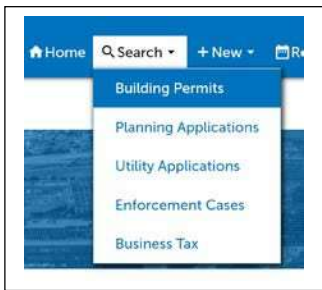 Home Search + New
Building Permits
Planning Applications
Utility Applications
Enforcement Cases
Business Tax